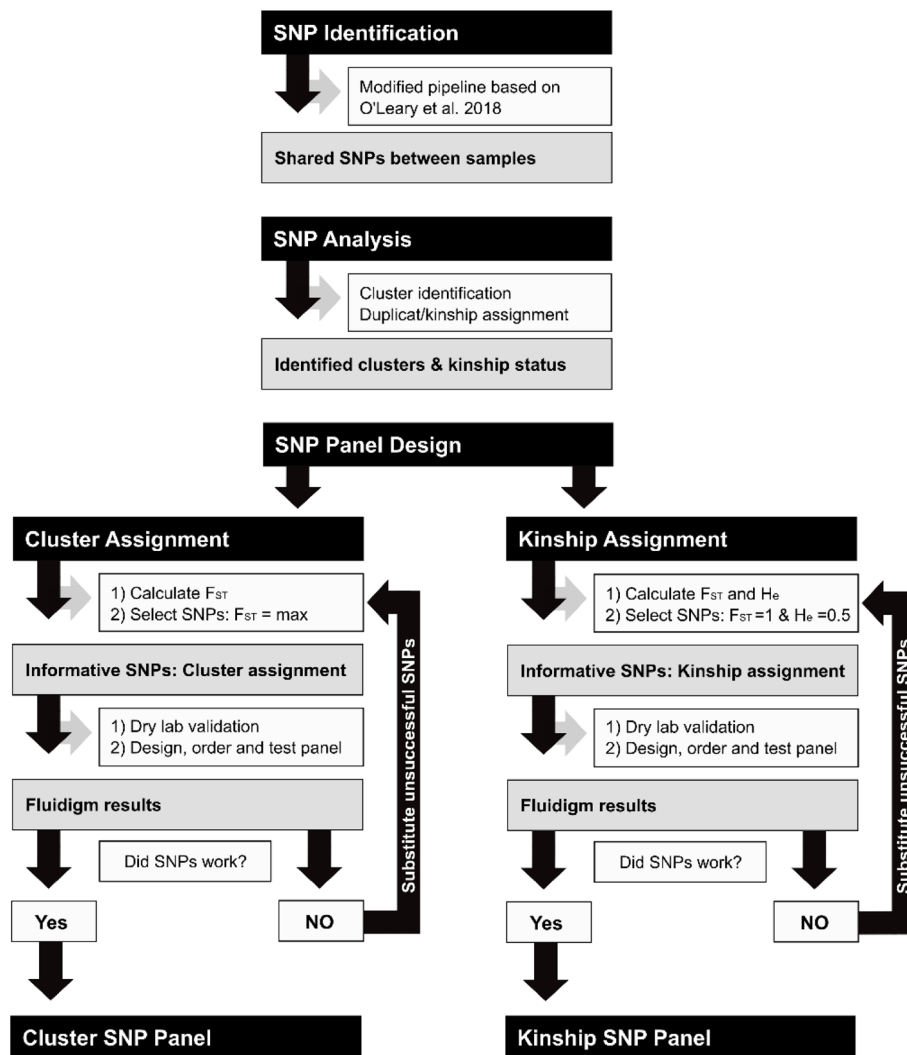 SNP Identification
Modified pipeline based on
O'Leary et al. 2018
Shared SNPs between samples
SNP Analysis
Cluster identification
Duplicat/kinship assignment
Identified clusters & kinship status
SNP Panel Design
Cluster Assignment
1) Calculate FST
2) Select SNPs: FST = max
Informative SNPs: Cluster assignment
1) Dry lab validation
2) Design, order and test panel
Fluidigm results
Did SNPs work?
Yes
NO
Substitute unsuccessful SNPs
Cluster SNP Panel
Kinship Assignment
1) Calculate FST and He
2) Select SNPs: FST =1 & He =0.5
Informative SNPs: Kinship assignment
1) Dry lab validation
2) Design, order and test panel
Fluidigm results
Did SNPs work?
Yes
NO
Substitute unsuccessful SNPs
Kinship SNP Panel